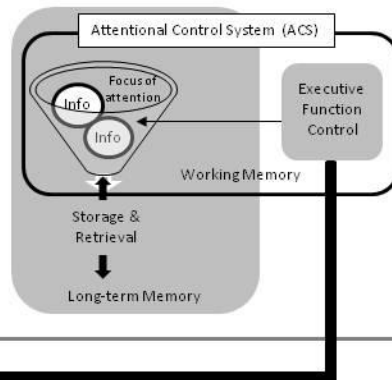 Attentional Control System (ACS)
Focus of
attention
Info
Info
Executive
Function
Control
Working Memory
Storage &
Retrieval
Long-term Memory